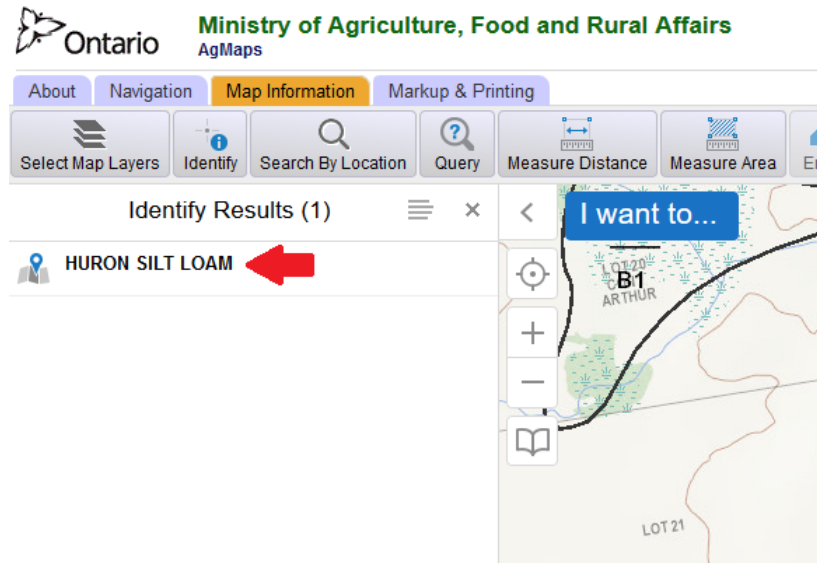 Ontario
Ministry of Agriculture, Food and Rural Affairs
AgMaps
About Navigation Map Information Markup & Printing
Select Map Layers Identify Search By Location Query Measure Distance Measure Area
Identify Results (1)
I want to...
HURON SILT LOAM
LOT 20
B1
ARTHUR
LOT 21